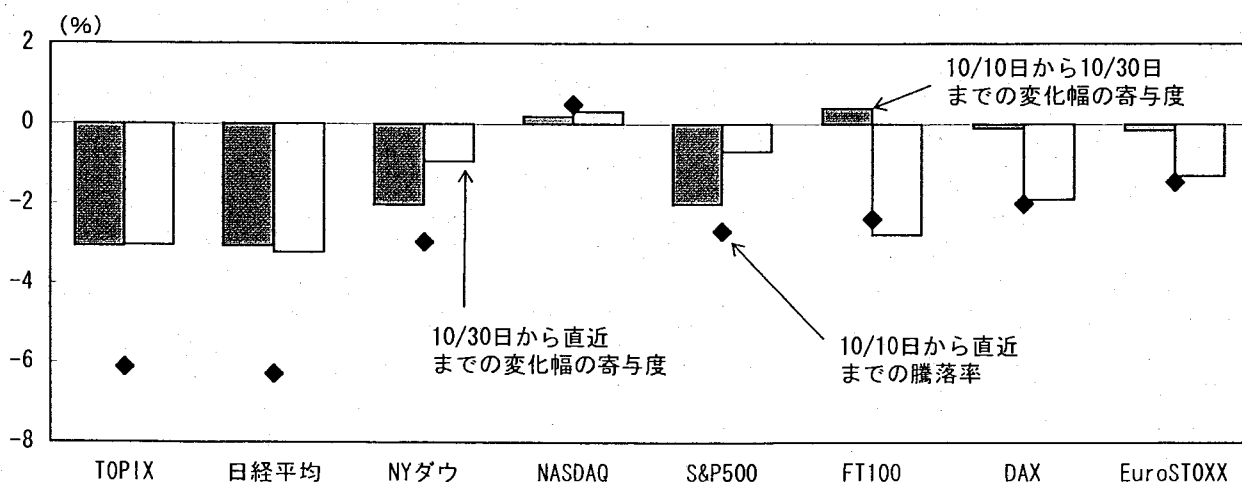 (%)
2
0
-2
-4
-6
-8
10/10日から10/30日
までの変化幅の寄与度
10/30日から直近
までの変化幅の寄与度
10/10日から直近
までの騰落率
TOPIX 日経平均 NYダウ NASDAQ S&P500 FT100 DAX EuroSTOXX